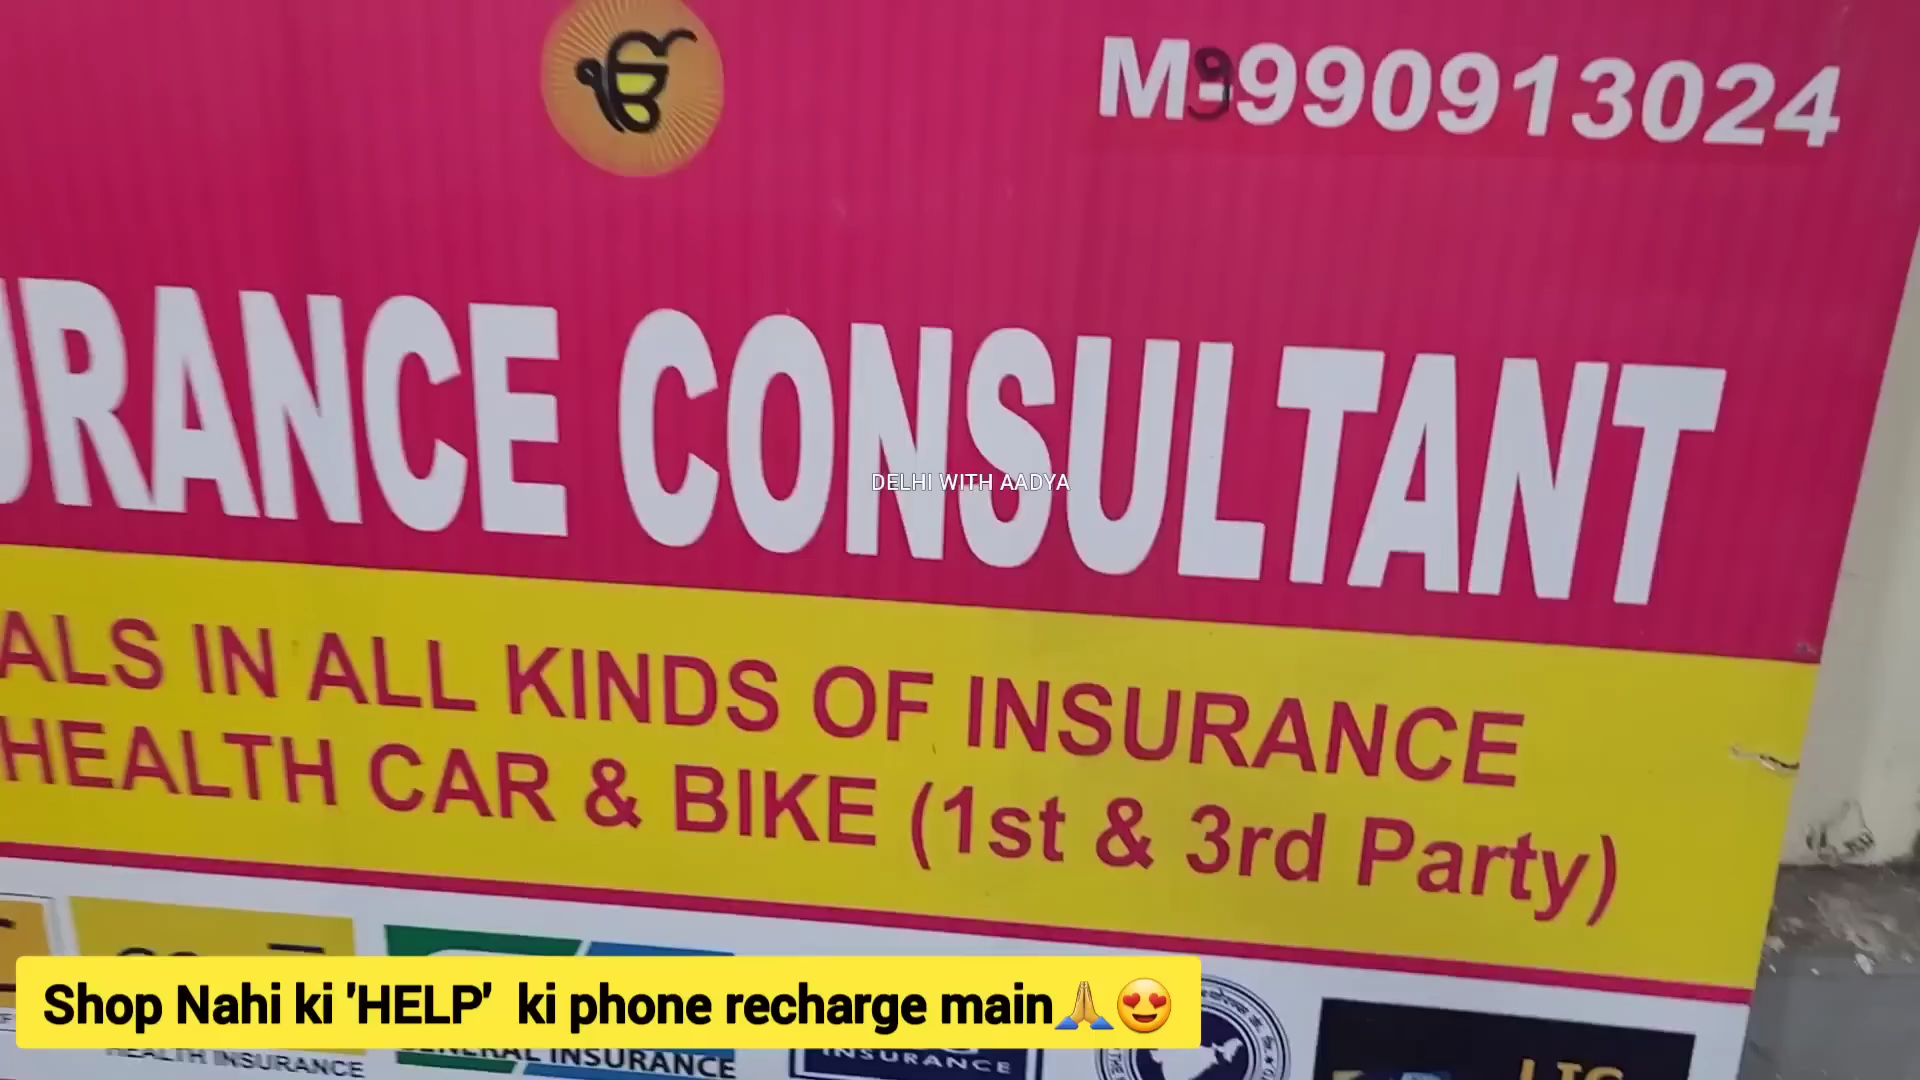 ੴ
M-9990913024
URANCE CONSULTANT
DELHI WITH AADYA
ALS IN ALL KINDS OF INSURANCE
HEALTH CAR & BIKE (1st & 3rd Party)
Shop Nahi ki 'HELP' ki phone recharge main🙏😍
HEALTH INSURANCE
GENERAL INSURANCE
INSURANCE
LIC